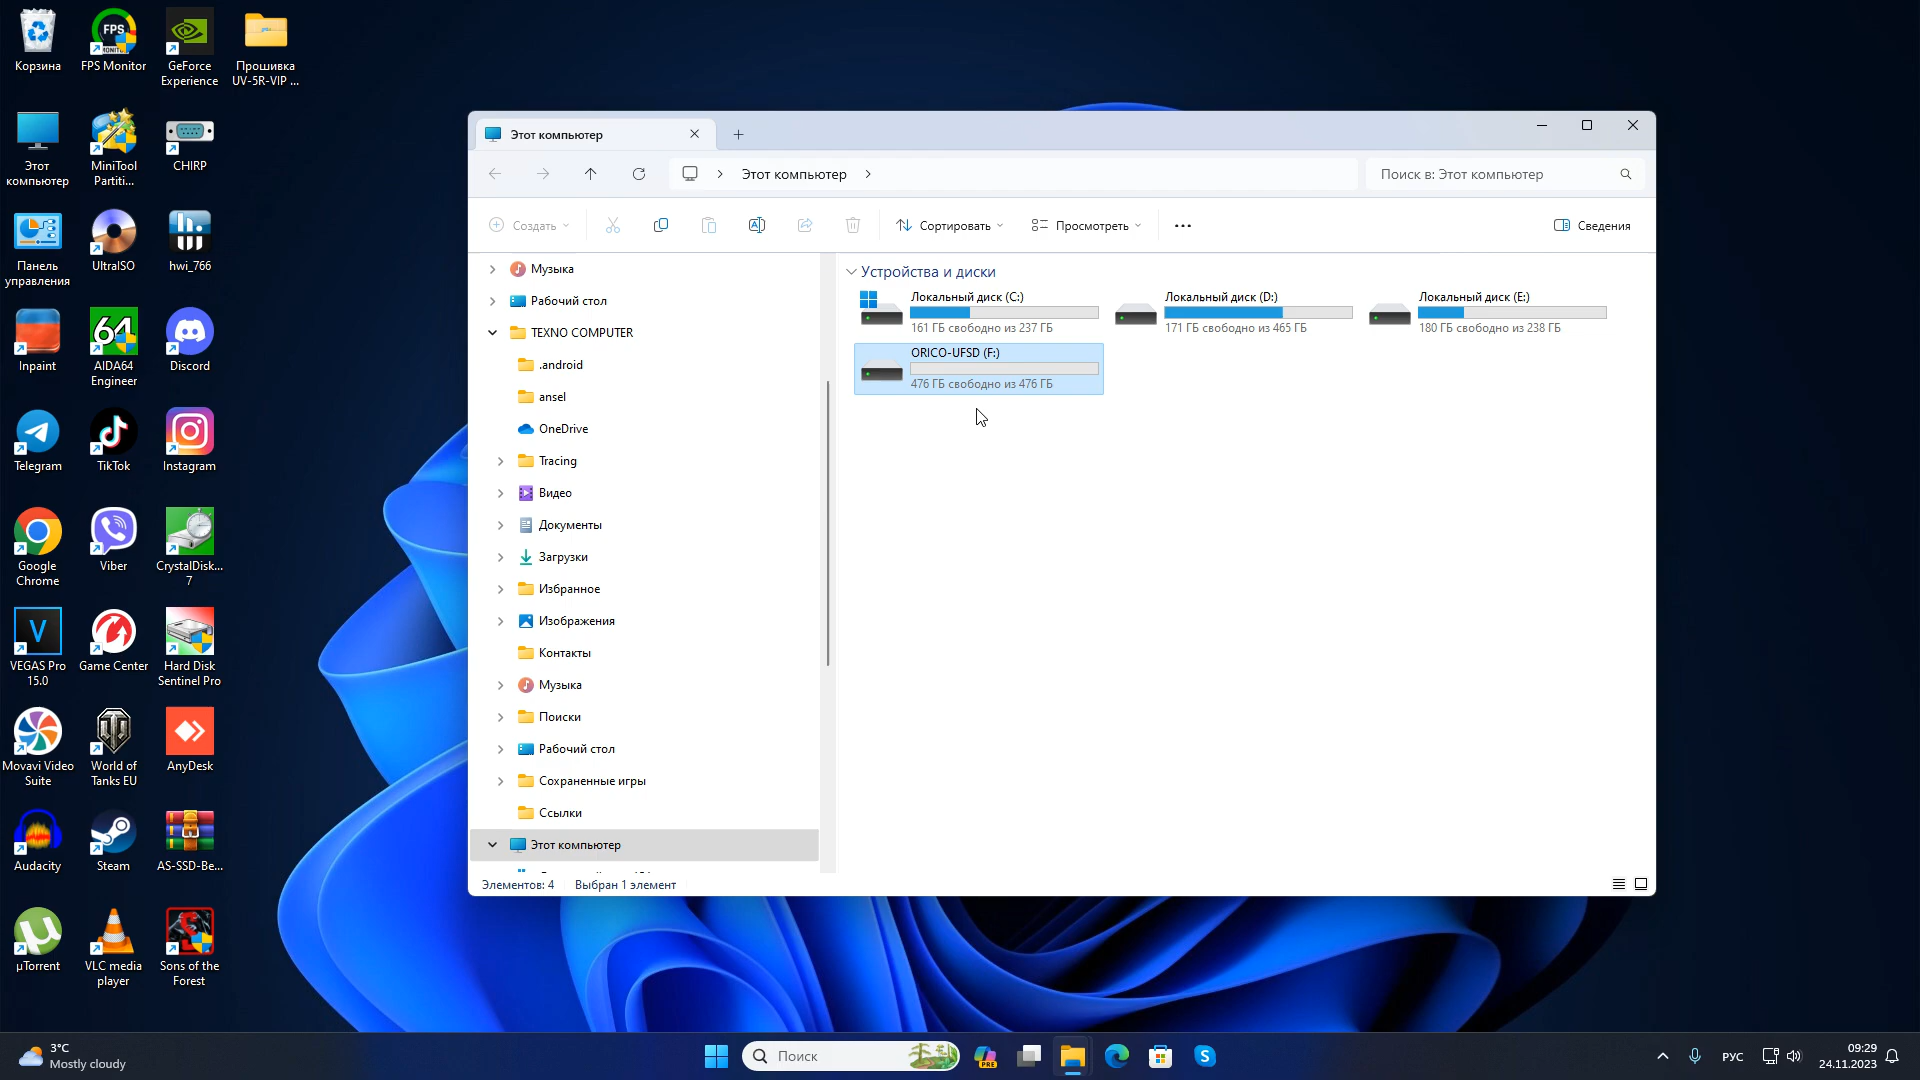 Корзина
FPS Monitor
GeForce
Experience
Прошивка
UV-5R-VIP ...
Этот
компьютер
MiniTool
Partiti...
CHIRP
Панель
управления
UltraISO
hwi_766
Inpaint
AIDA64
Engineer
Discord
Telegram
TikTok
Instagram
Google
Chrome
Viber
CrystalDisk...
7
VEGAS Pro
15.0
Game Center
Hard Disk
Sentinel Pro
Movavi Video
Suite
World of
Tanks EU
AnyDesk
Audacity
Steam
AS-SSD-Be...
µTorrent
VLC media
player
Sons of the
Forest
FPS
64
V
Этот компьютер
Этот компьютер
Поиск в: Этот компьютер
Создать
Сортировать
Просмотреть
Сведения
Музыка
Рабочий стол
TEXNO COMPUTER
.android
ansel
OneDrive
Tracing
Видео
Документы
Загрузки
Избранное
Изображения
Контакты
Музыка
Поиски
Рабочий стол
Сохраненные игры
Ссылки
Этот компьютер
Устройства и диски
Локальный диск (C:)
161 ГБ свободно из 237 ГБ
Локальный диск (D:)
171 ГБ свободно из 465 ГБ
Локальный диск (E:)
180 ГБ свободно из 238 ГБ
ORICO-UFSD (F:)
476 ГБ свободно из 476 ГБ
Элементов: 4
Выбран 1 элемент
3°C
Mostly cloudy
Поиск
PRE
РУС
09:29
24.11.2023